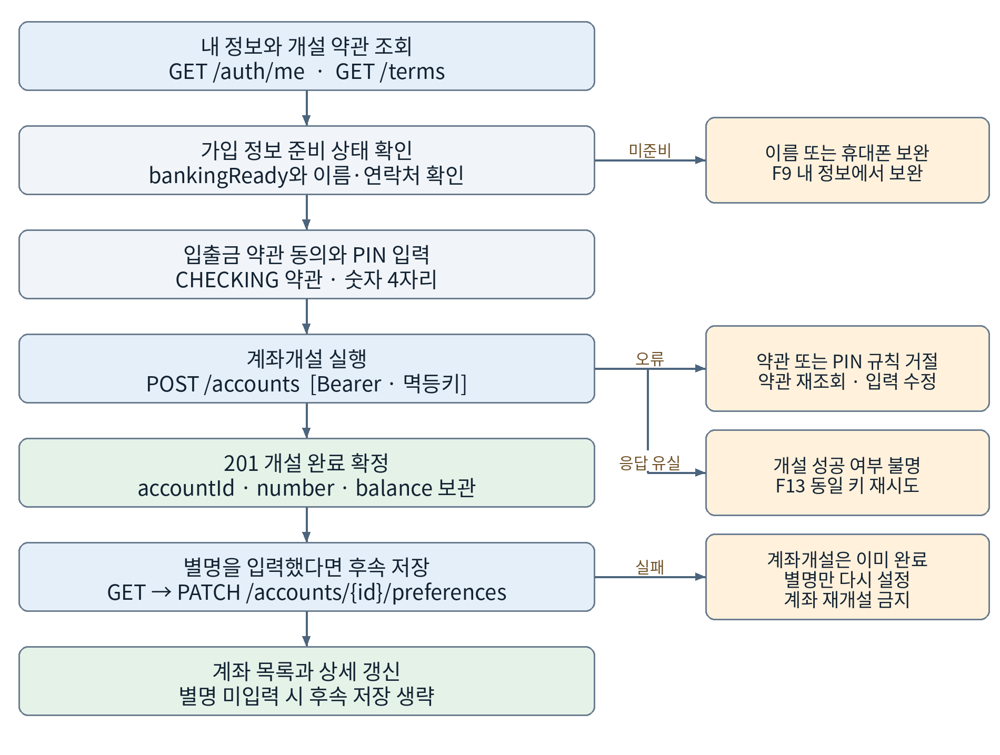 내 정보와 개설 약관 조회
GET /auth/me · GET /terms
가입 정보 준비 상태 확인
bankingReady와 이름·연락처 확인
미준비
이름 또는 휴대폰 보완
F9 내 정보에서 보완
입출금 약관 동의와 PIN 입력
CHECKING 약관 · 숫자 4자리
계좌개설 실행
POST /accounts [Bearer · 멱등키]
오류
약관 또는 PIN 규칙 거절
약관 재조회 · 입력 수정
201 개설 완료 확정
accountId · number · balance 보관
응답 유실
개설 성공 여부 불명
F13 동일 키 재시도
별명을 입력했다면 후속 저장
GET → PATCH /accounts/{id}/preferences
실패
계좌개설은 이미 완료
별명만 다시 설정
계좌 재개설 금지
계좌 목록과 상세 갱신
별명 미입력 시 후속 저장 생략